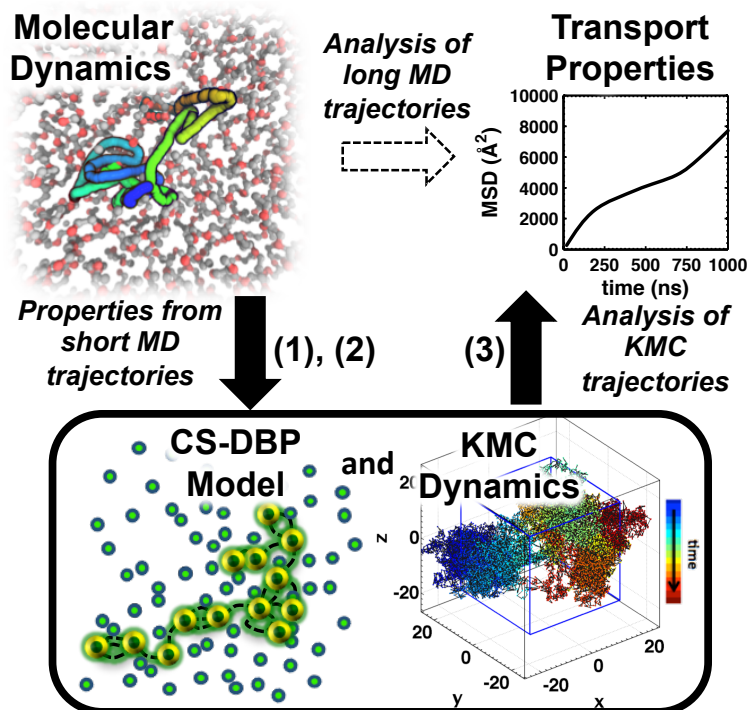 Molecular
Dynamics
Analysis of
long MD
trajectories
Transport
Properties
10000
8000
6000
4000
2000
0
MSD (Å²)
0
250
500
750
1000
time (ns)
Properties from
short MD
trajectories
(1), (2)
(3)
Analysis of
KMC
trajectories
CS-DBP
Model
and
KMC
Dynamics
20
0
-20
z
20
0
-20
y
-20
0
20
x
time